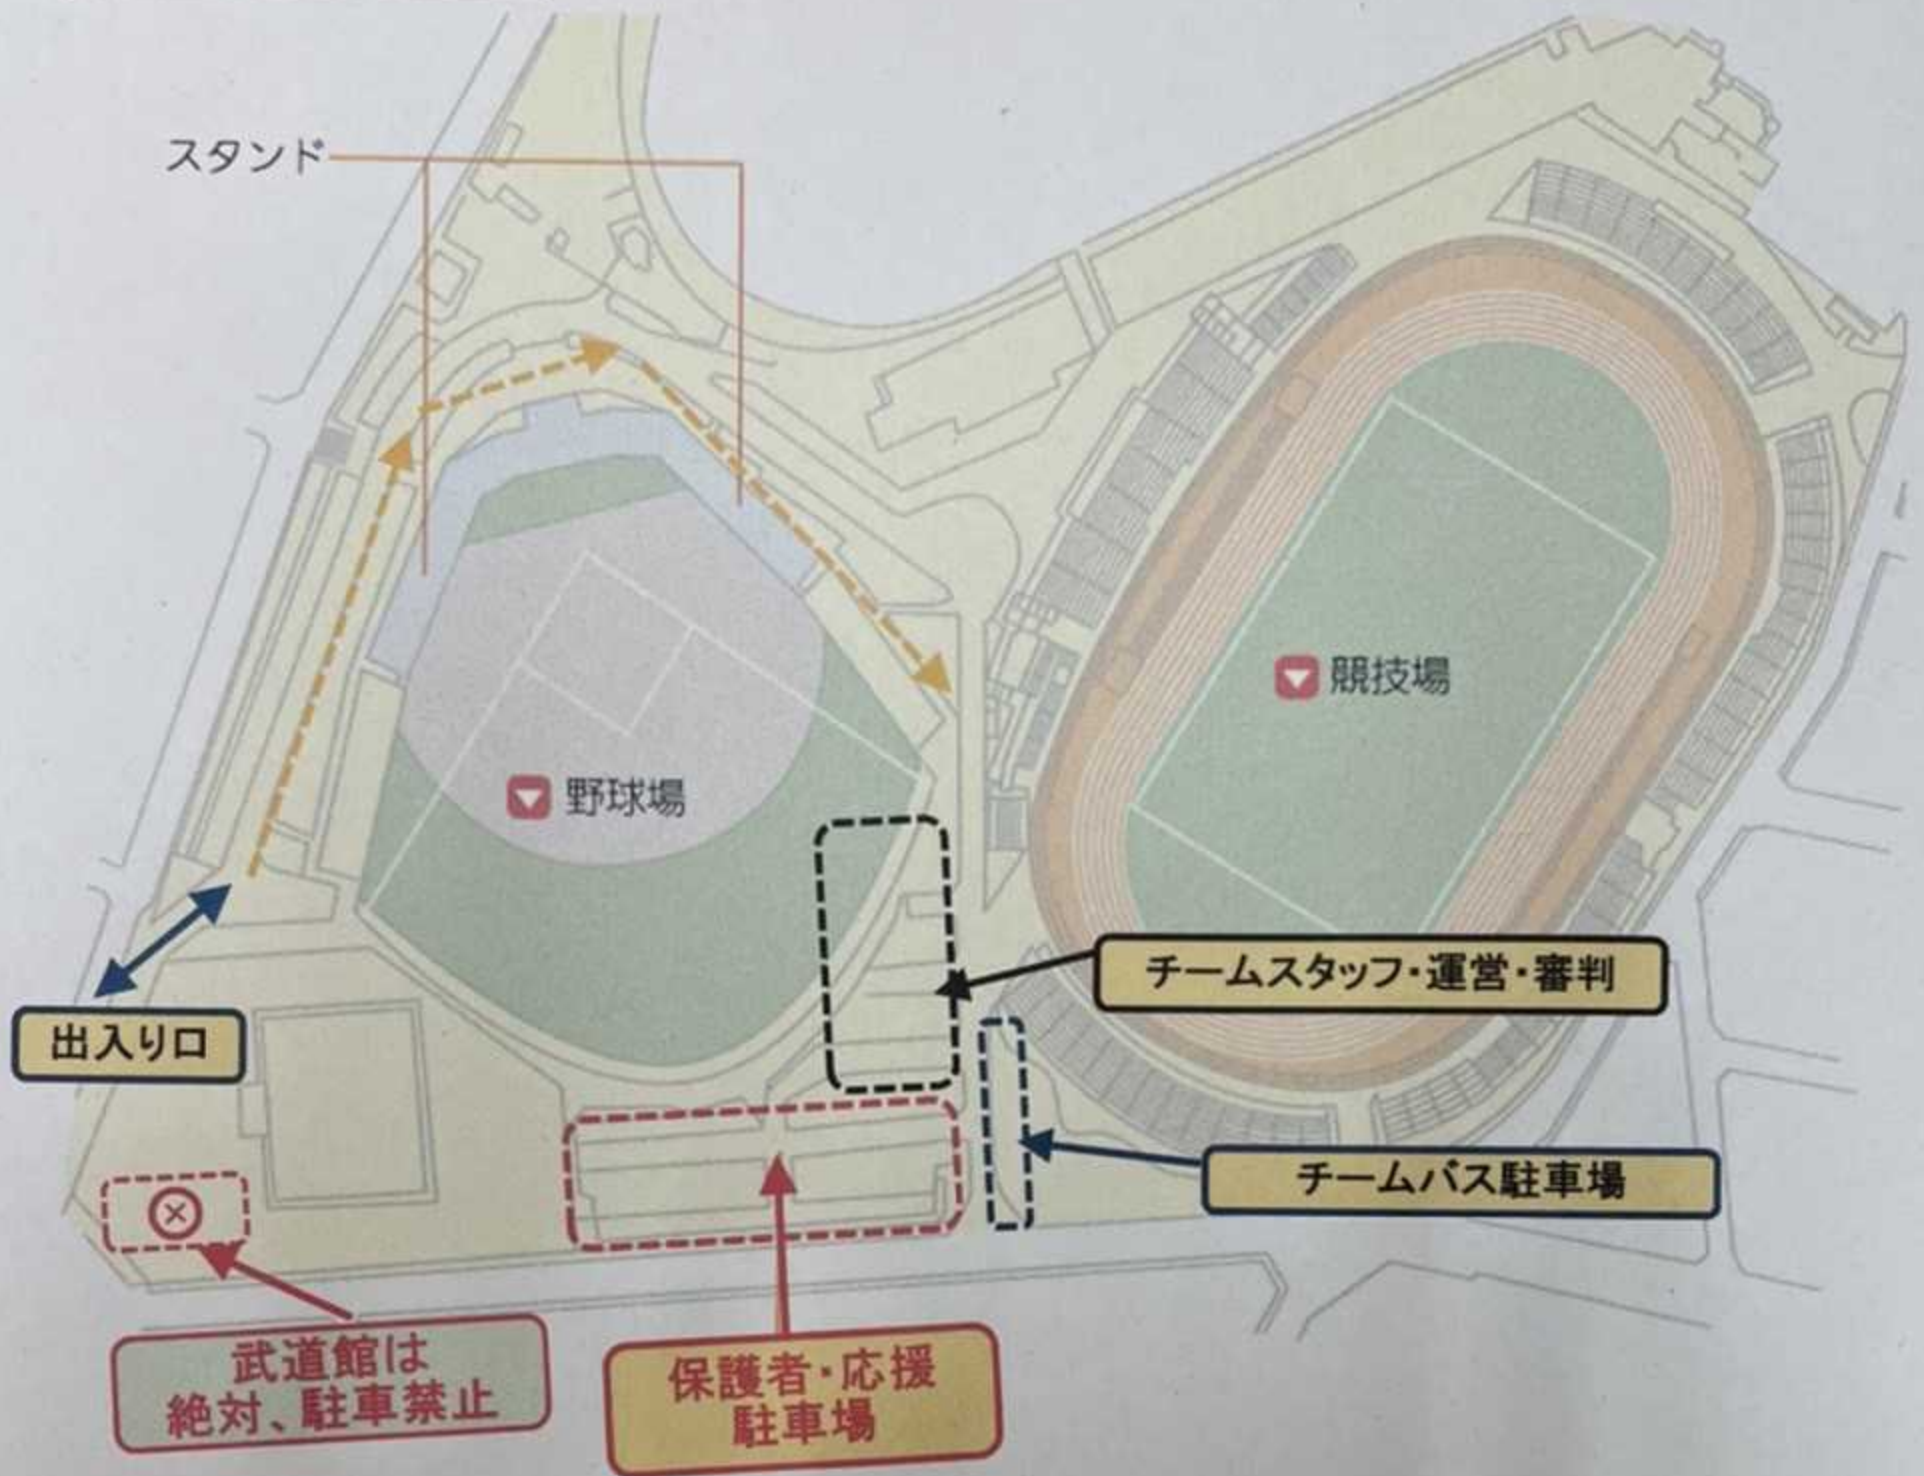 スタンド
競技場
野球場
チームスタッフ・運営・審判
出入り口
チームバス駐車場
武道館は
絶対、駐車禁止
保護者・応援
駐車場